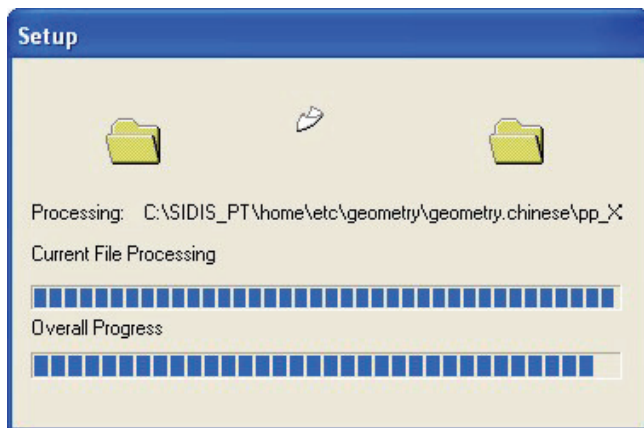 Setup
Processing: C:\SIDIS_PT\home\etc\geometry\geometry.chinese\pp_X
Current File Processing
Overall Progress